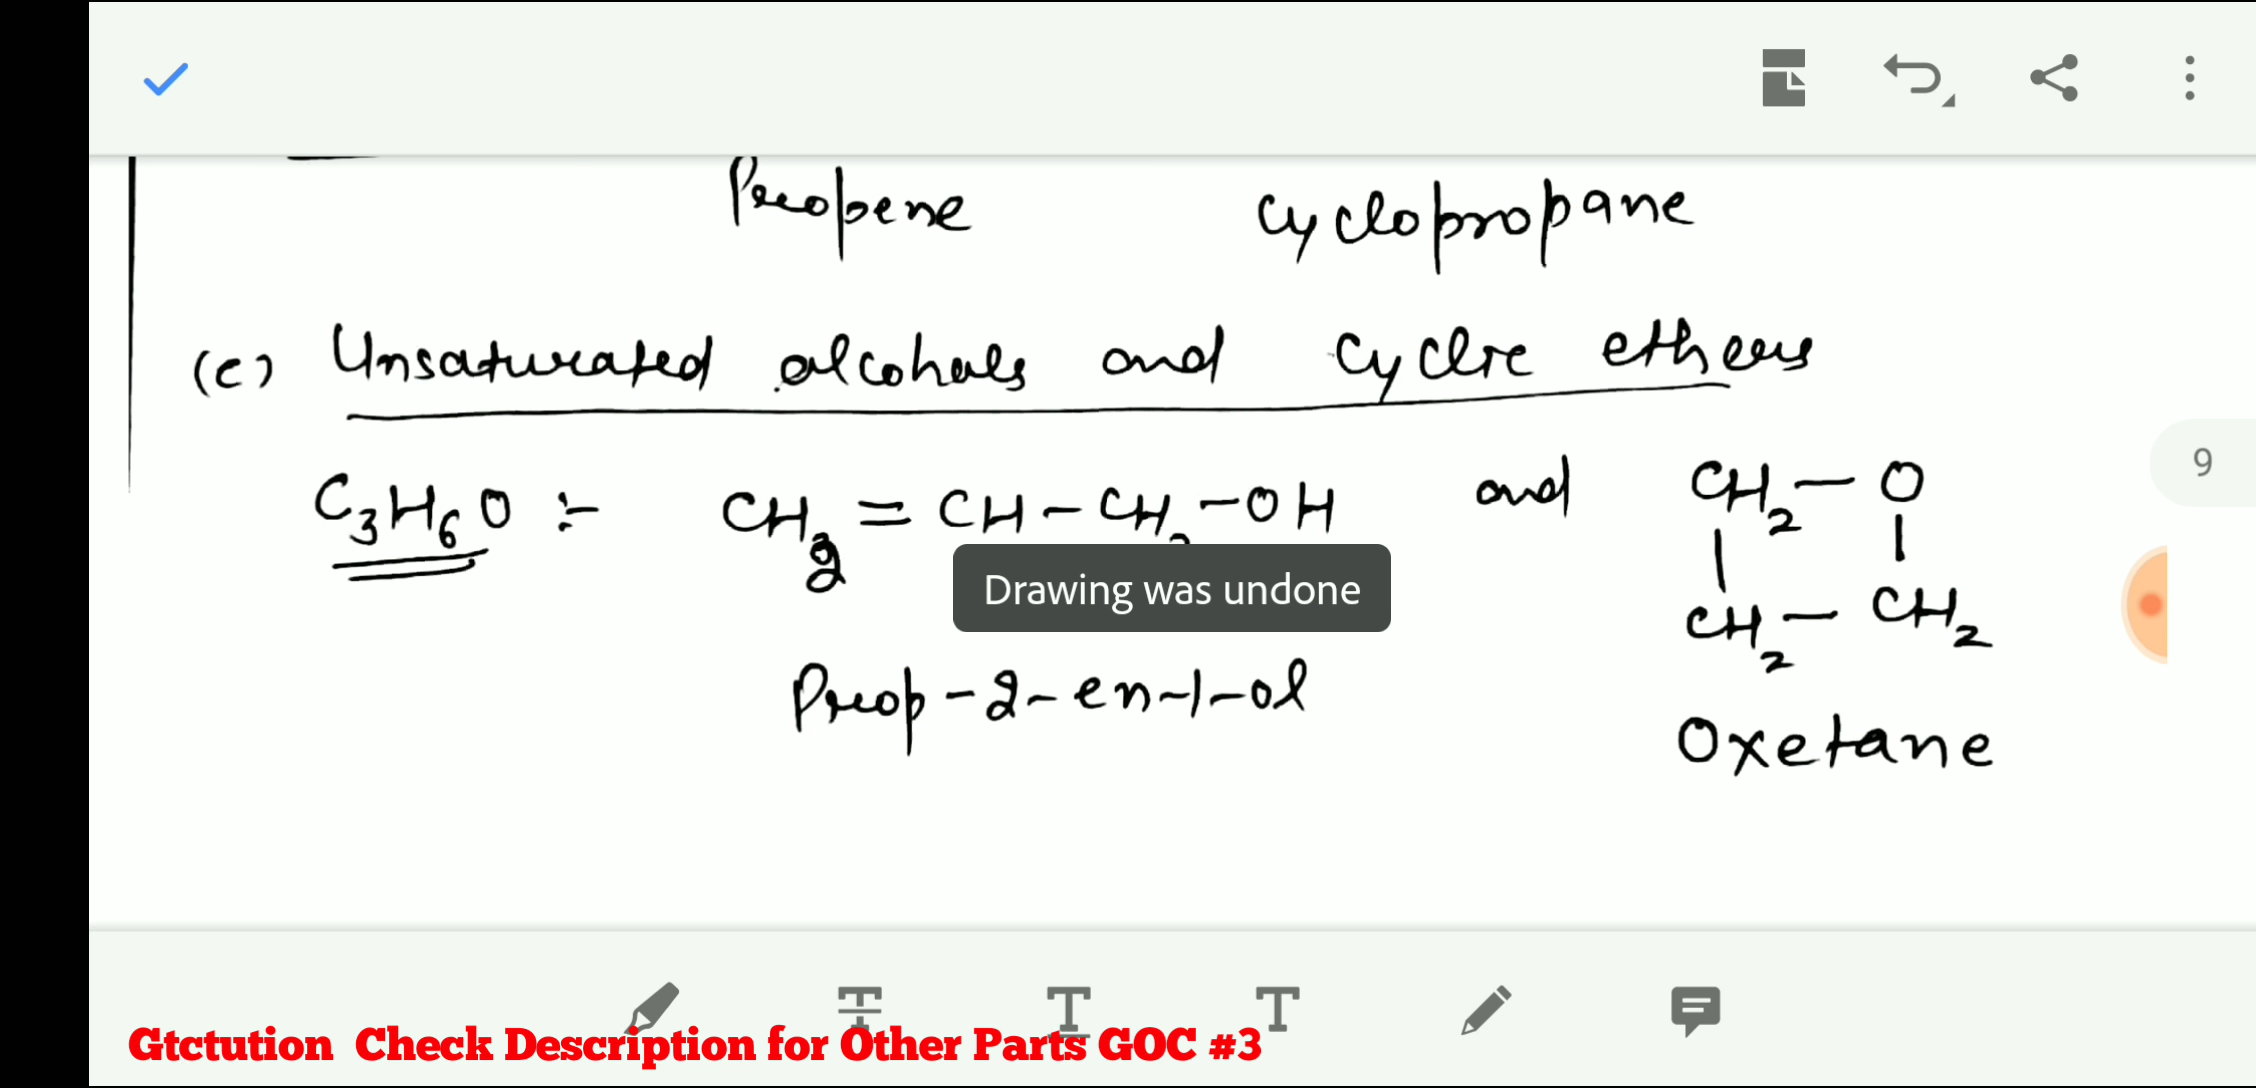 Propene cyclopropane
(c) Unsaturated alcohols and cyclic ethers
C3H6O :- CH2 = CH - CH2 - OH and CH2 - O
CH2 - CH2
Drawing was undone
Prop-2-en-1-ol
Oxetane
9
Gtctution Check Description for Other Parts GOC #3